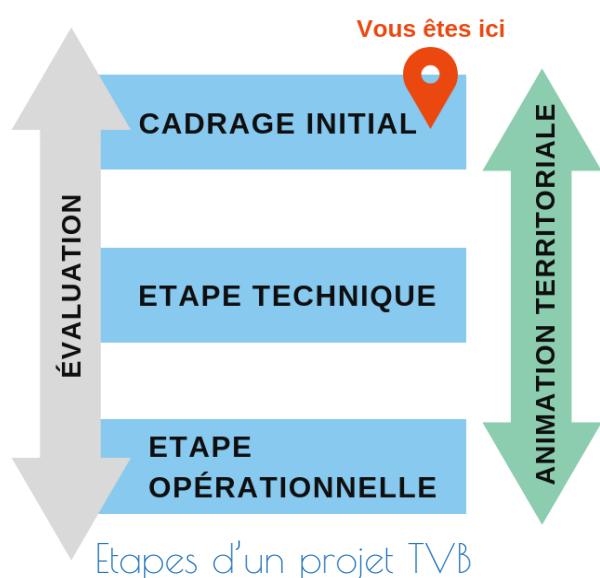 Vous êtes ici
CADRAGE INITIAL
ÉVALUATION
ETAPE TECHNIQUE
ANIMATION TERRITORIALE
ETAPE
OPÉRATIONNELLE
Etapes d'un projet TVB